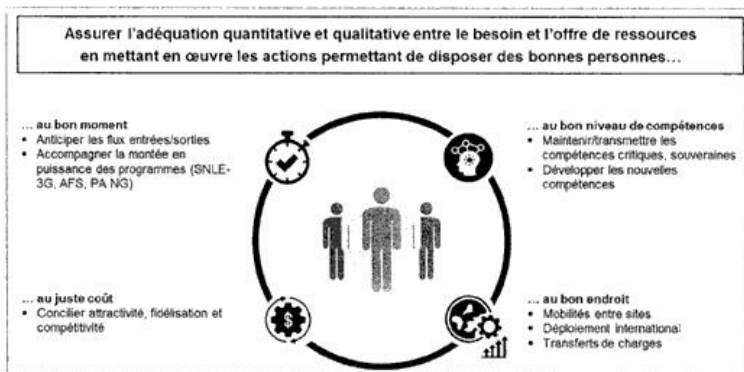 Assurer l'adéquation quantitative et qualitative entre le besoin et l'offre de ressources
en mettant en œuvre les actions permettant de disposer des bonnes personnes…
… au bon moment
▪ Anticiper les flux entrées/sorties
▪ Accompagner la montée en
puissance des programmes (SNLE-
3G, AFS, PA NG)
… au bon niveau de compétences
▪ Maintenir/transmettre les
compétences critiques, souveraines
▪ Développer les nouvelles
compétences
… au juste coût
▪ Concilier attractivité, fidélisation et
compétitivité
$
… au bon endroit
▪ Mobilités entre sites
▪ Déploiement international
▪ Transferts de charges